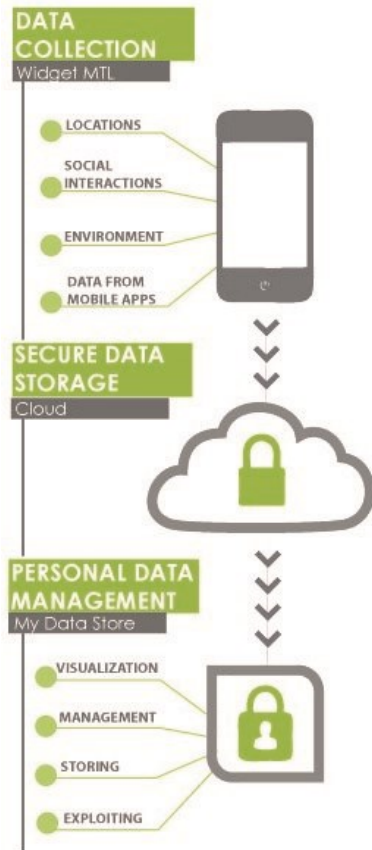 DATA
COLLECTION
Widget MTL
LOCATIONS
SOCIAL
INTERACTIONS
ENVIRONMENT
DATA FROM
MOBILE APPS
SECURE DATA
STORAGE
Cloud
PERSONAL DATA
MANAGEMENT
My Data Store
VISUALIZATION
MANAGEMENT
STORING
EXPLOITING